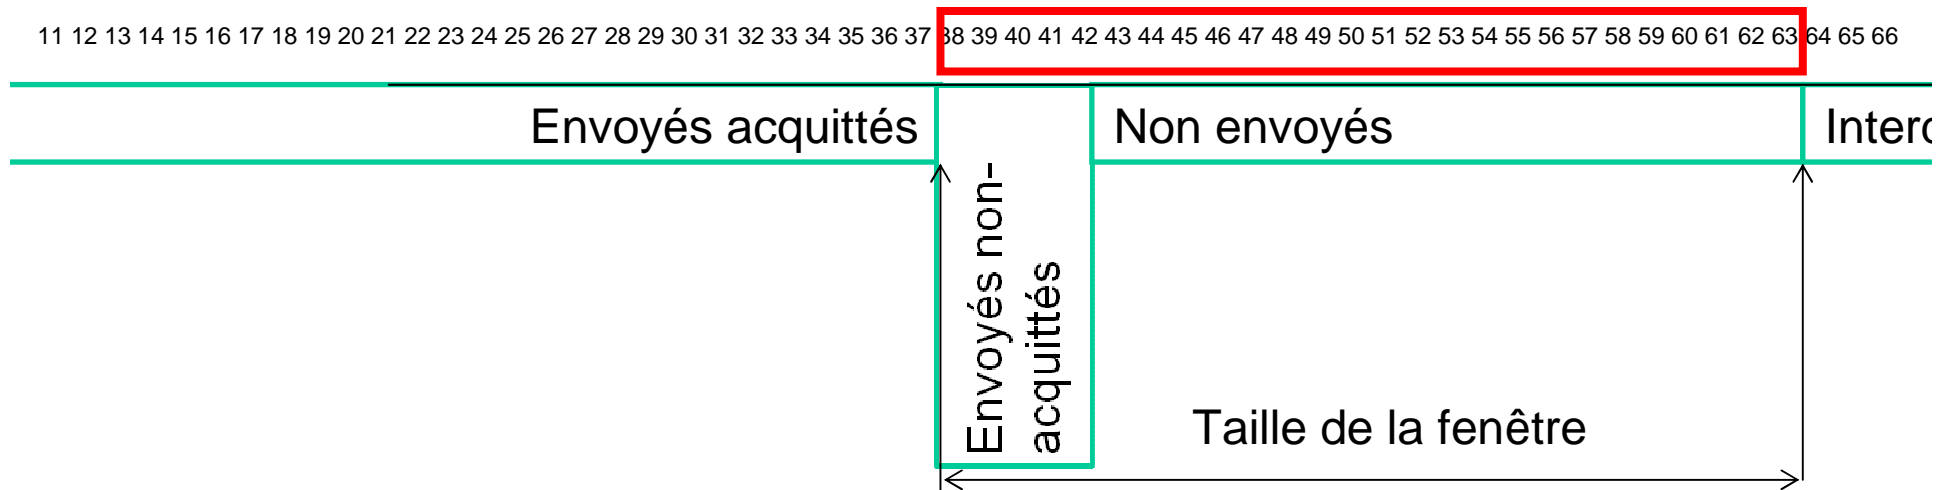 11 12 13 14 15 16 17 18 19 20 21 22 23 24 25 26 27 28 29 30 31 32 33 34 35 36 37 38 39 40 41 42 43 44 45 46 47 48 49 50 51 52 53 54 55 56 57 58 59 60 61 62 63 64 65 66
Envoyés acquittés
Envoyés non-
acquittés
Non envoyés
Taille de la fenêtre